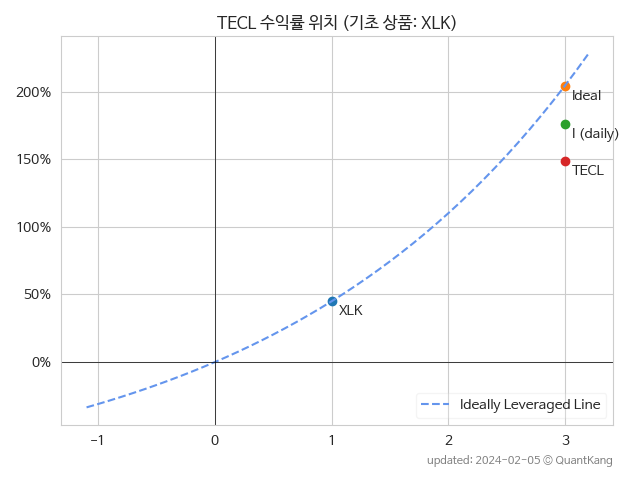 TECL 수익률 위치 (기초 상품: XLK)
200%
150%
100%
50%
0%
Ideal
I (daily)
TECL
XLK
Ideally Leveraged Line
−1
0
1
2
3
updated: 2024-02-05 © QuantKang